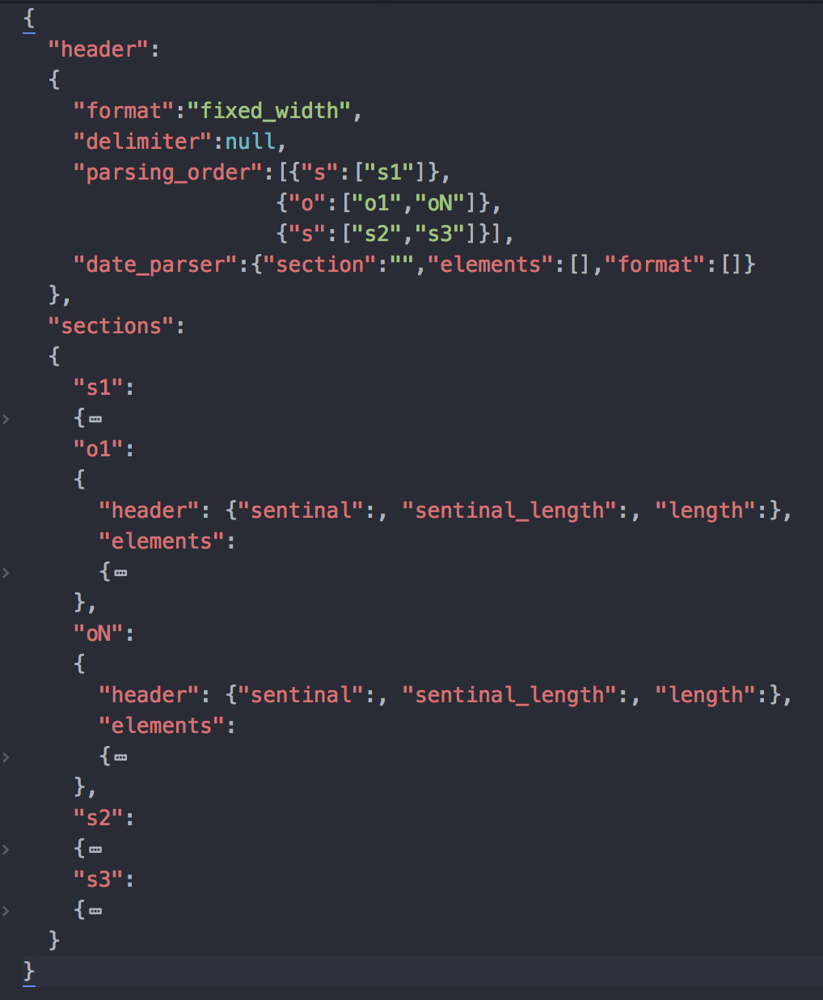 {
  "header":
  {
    "format":"fixed_width",
    "delimiter":null,
    "parsing_order":[{"s":["s1"]},
                    {"o":["o1","oN"]},
                    {"s":["s2","s3"]}],
    "date_parser":{"section":"","elements":[],"format":[]}
  },
  "sections":
  {
    "s1":
    {…
    "o1":
    {
      "header": {"sentinal":, "sentinal_length":, "length":},
      "elements":
      {…
    },
    "oN":
    {
      "header": {"sentinal":, "sentinal_length":, "length":},
      "elements":
      {…
    },
    "s2":
    {…
    "s3":
    {…
  }
}